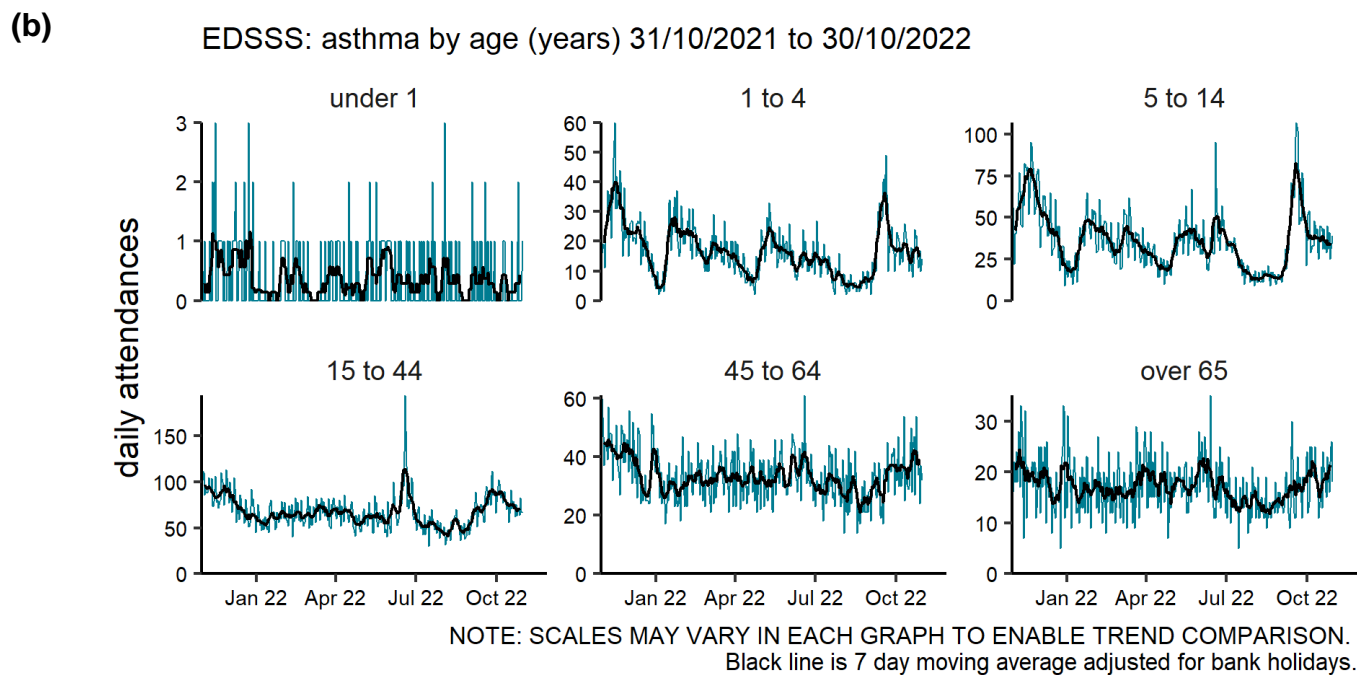 (b)
EDSSS: asthma by age (years) 31/10/2021 to 30/10/2022
daily attendances
under 1
3
2
1
0
1 to 4
60
50
40
30
20
10
0
5 to 14
100
75
50
25
0
15 to 44
150
100
50
0
Jan 22 Apr 22 Jul 22 Oct 22
45 to 64
60
40
20
0
Jan 22 Apr 22 Jul 22 Oct 22
over 65
30
20
10
0
Jan 22 Apr 22 Jul 22 Oct 22
NOTE: SCALES MAY VARY IN EACH GRAPH TO ENABLE TREND COMPARISON.
Black line is 7 day moving average adjusted for bank holidays.